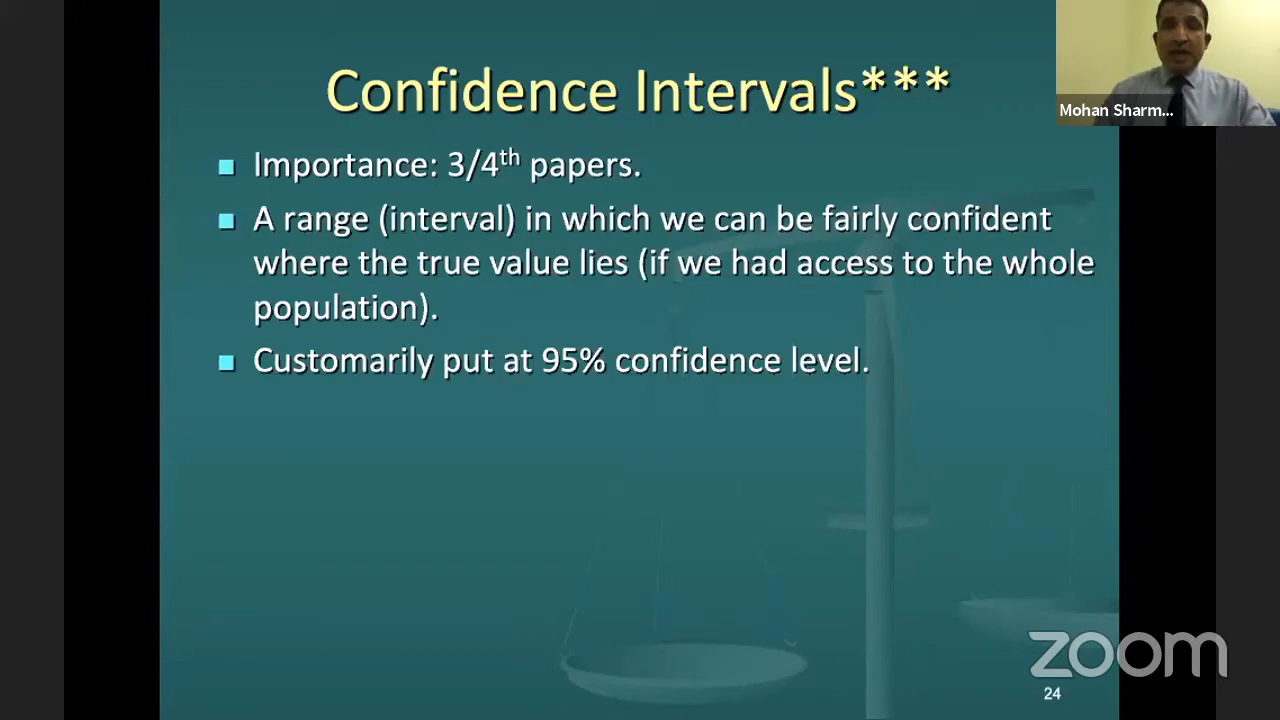 Confidence Intervals***
Mohan Sharm...
Importance: 3/4th papers.
A range (interval) in which we can be fairly confident
where the true value lies (if we had access to the whole
population).
Customarily put at 95% confidence level.
zoom
24